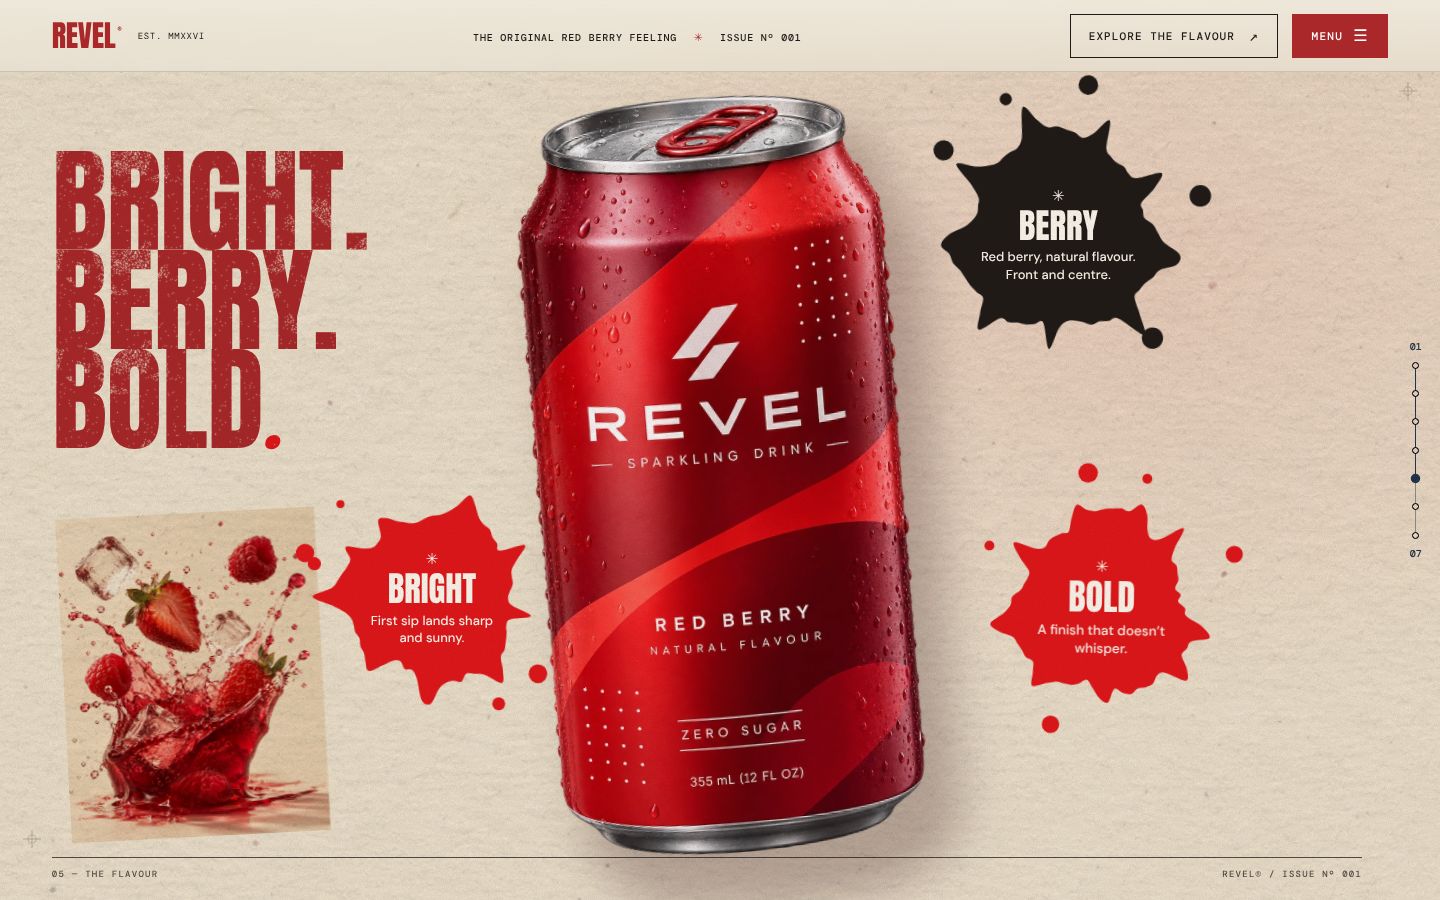 REVEL®
EST. MMXXVI
THE ORIGINAL RED BERRY FEELING ✳ ISSUE Nº 001
EXPLORE THE FLAVOUR ↗
MENU ☰
BRIGHT.
BERRY.
BOLD.
✳
BERRY
Red berry, natural flavour.
Front and centre.
REVEL
SPARKLING DRINK
RED BERRY
NATURAL FLAVOUR
ZERO SUGAR
355 mL (12 FL OZ)
✳
BRIGHT
First sip lands sharp
and sunny.
✳
BOLD
A finish that doesn’t
whisper.
01
07
05 — THE FLAVOUR
REVEL® / ISSUE Nº 001